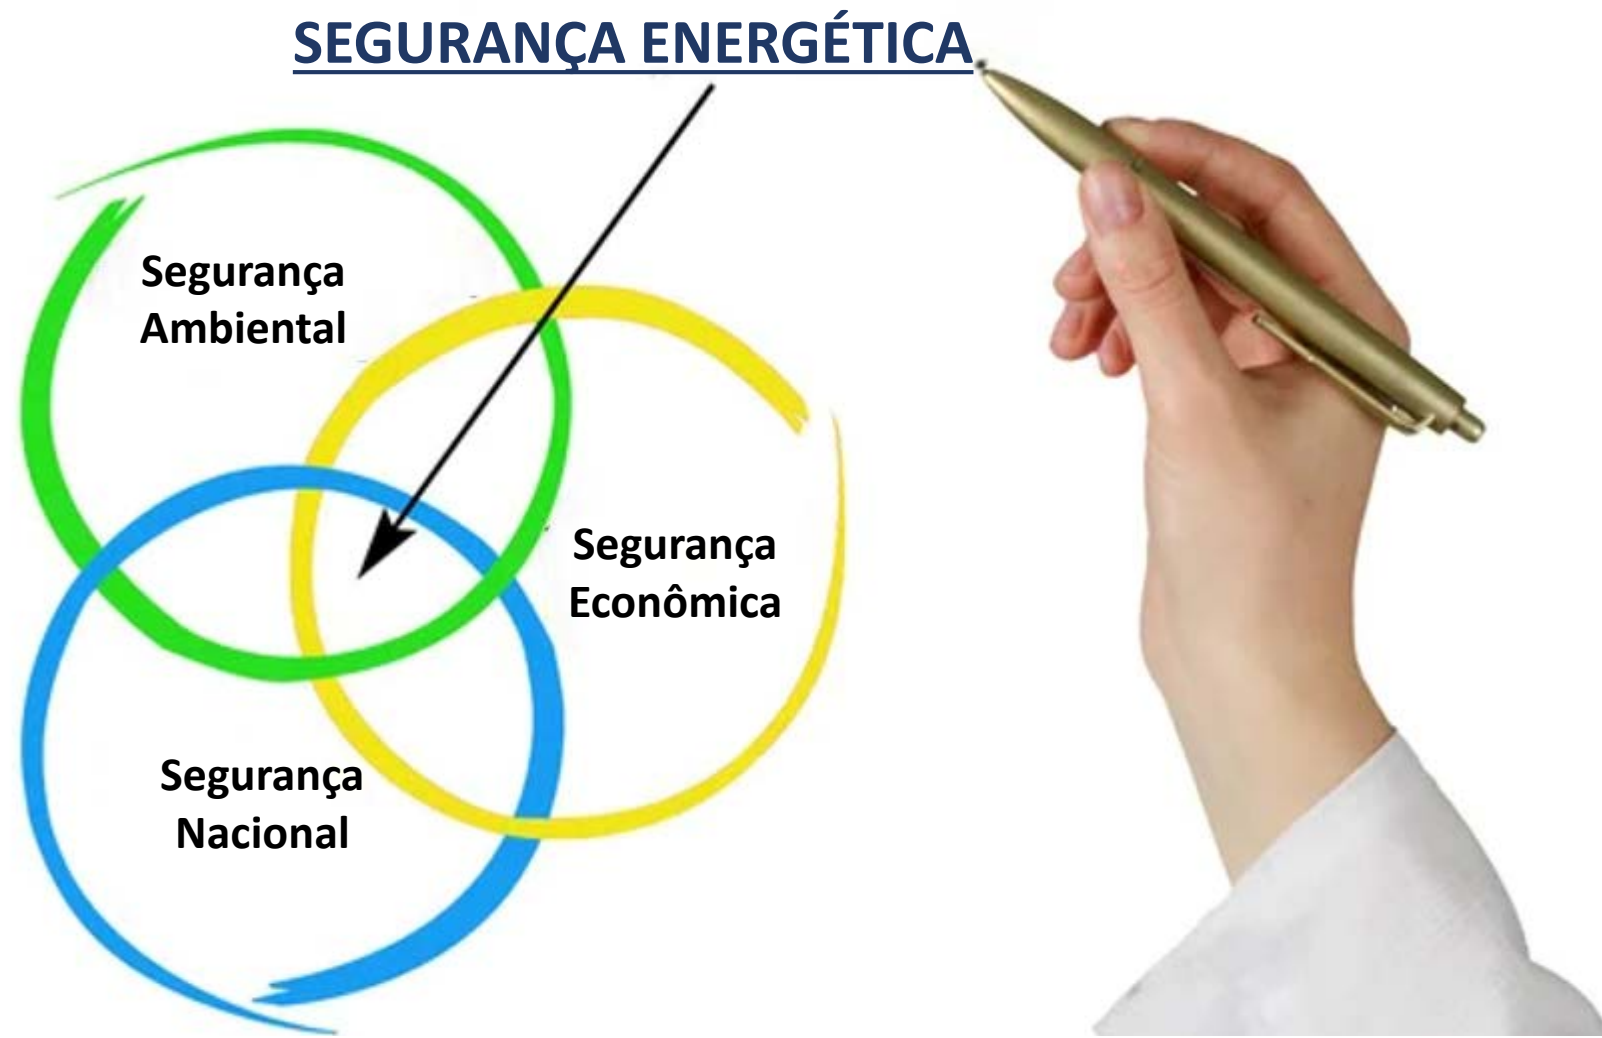 SEGURANÇA ENERGÉTICA
Segurança
Ambiental
Segurança
Econômica
Segurança
Nacional